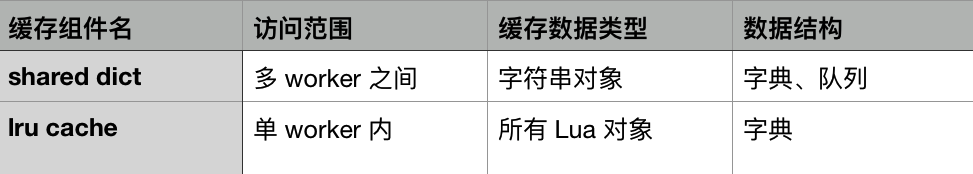 缓存组件名 访问范围 缓存数据类型 数据结构
shared dict 多 worker 之间 字符串对象 字典、队列
lru cache 单 worker 内 所有 Lua 对象 字典